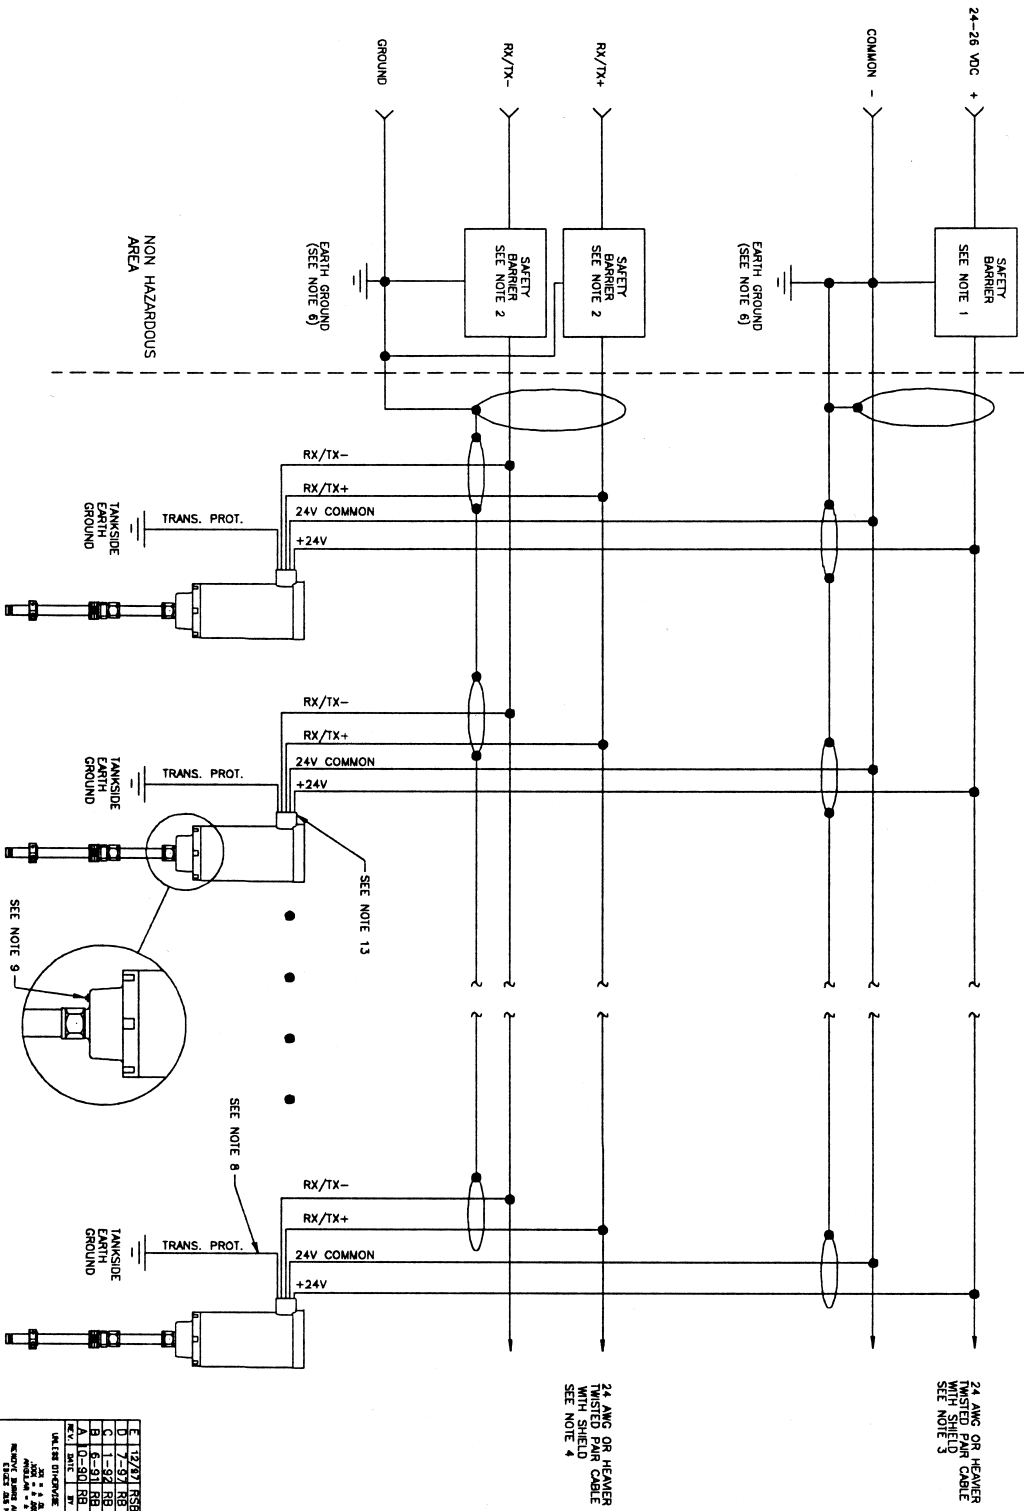 24-26 VDC +
COMMON -
RX/TX+
RX/TX-
GROUND
SAFETY
BARRIER
SEE NOTE 1
EARTH GROUND
(SEE NOTE 6)
SAFETY
BARRIER
SEE NOTE 2
SAFETY
BARRIER
SEE NOTE 2
EARTH GROUND
(SEE NOTE 6)
NON HAZARDOUS
AREA
RX/TX-
RX/TX+
24V COMMON
+24V
TRANS. PROT.
TANKSIDE
EARTH
GROUND
RX/TX-
RX/TX+
24V COMMON
+24V
TRANS. PROT.
TANKSIDE
EARTH
GROUND
SEE NOTE 13
SEE NOTE 9
SEE NOTE 8
RX/TX-
RX/TX+
24V COMMON
+24V
TRANS. PROT.
TANKSIDE
EARTH
GROUND
24 AWG OR HEAVIER
TWISTED PAIR CABLE
WITH SHIELD
SEE NOTE 3
24 AWG OR HEAVIER
TWISTED PAIR CABLE
WITH SHIELD
SEE NOTE 4
E 12/97 RSB
D 7-97 RB
C 1-92 RB
B 6-91 RB
A 10-90 RB
REV. DATE BY
UNLESS OTHERWISE